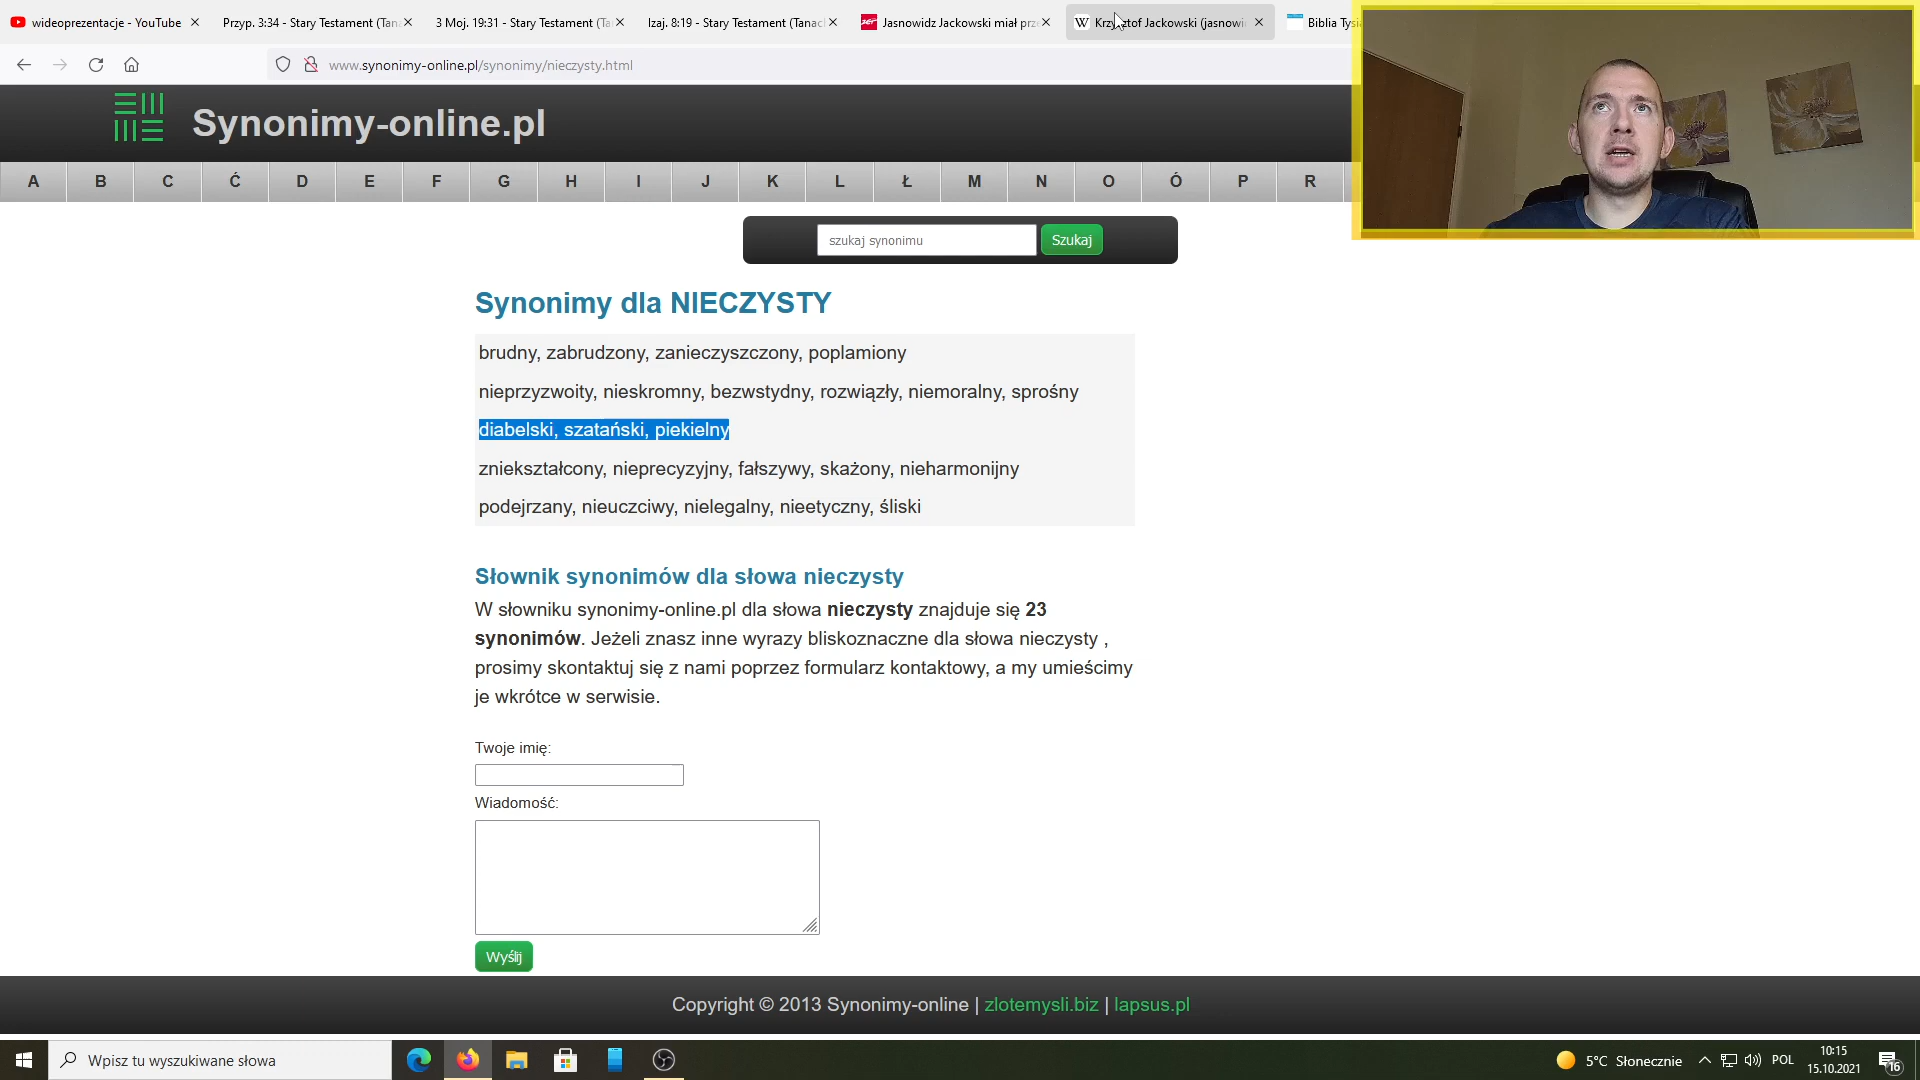 wideoprezentacje - YouTube
Przyp. 3:34 - Stary Testament (Tana
3 Moj. 19:31 - Stary Testament (Ta
Izaj. 8:19 - Stary Testament (Tanac
Jasnowidz Jackowski miał prz
Krzysztof Jackowski (jasnowi
Biblia Tysią
www.synonimy-online.pl/synonimy/nieczysty.html
Synonimy-online.pl
A B C Ć D E F G H I J K L Ł M N O Ó P R
szukaj synonimu Szukaj
Synonimy dla NIECZYSTY
brudny, zabrudzony, zanieczyszczony, poplamiony
nieprzyzwoity, nieskromny, bezwstydny, rozwiązły, niemoralny, sprośny
diabelski, szatański, piekielny
zniekształcony, nieprecyzyjny, fałszywy, skażony, nieharmonijny
podejrzany, nieuczciwy, nielegalny, nieetyczny, śliski
Słownik synonimów dla słowa nieczysty
W słowniku synonimy-online.pl dla słowa nieczysty znajduje się 23
synonimów. Jeżeli znasz inne wyrazy bliskoznaczne dla słowa nieczysty ,
prosimy skontaktuj się z nami poprzez formularz kontaktowy, a my umieścimy
je wkrótce w serwisie.
Twoje imię:
Wiadomość:
Wyślij
Copyright © 2013 Synonimy-online | zlotemysli.biz | lapsus.pl
Wpisz tu wyszukiwane słowa
5°C Słonecznie
POL
10:15
15.10.2021
16